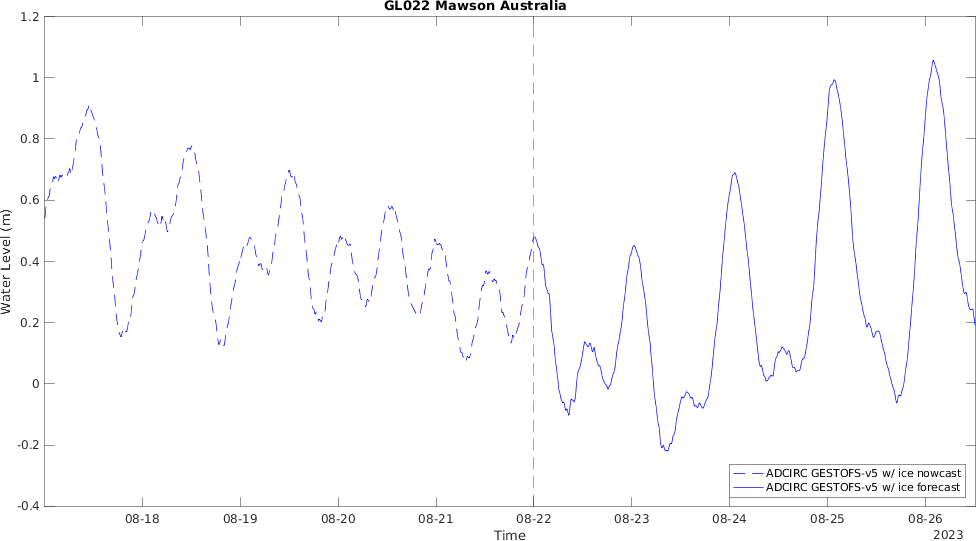 GL022 Mawson Australia
1.2
1
0.8
0.6
0.4
0.2
0
-0.2
-0.4
Water Level (m)
ADCIRC GESTOFS-v5 w/ ice nowcast
ADCIRC GESTOFS-v5 w/ ice forecast
08-18 08-19 08-20 08-21 08-22 08-23 08-24 08-25 08-26
Time
2023